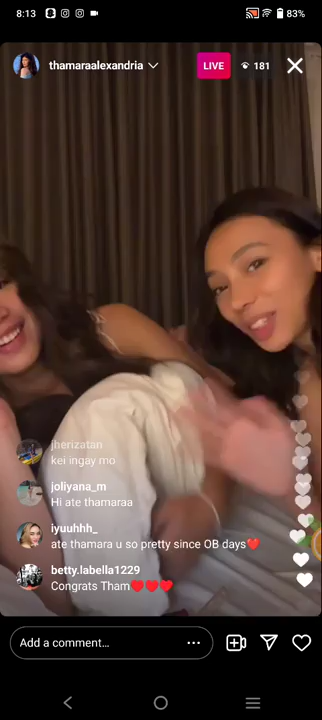 8:13
83%
thamaraalexandria
LIVE
181
jherizatan
kei ingay mo
joliyana_m
Hi ate thamaraa
iyuuhhh_
ate thamara u so pretty since OB days❤️
betty.labella1229
Congrats Tham❤️❤️❤️
Add a comment...